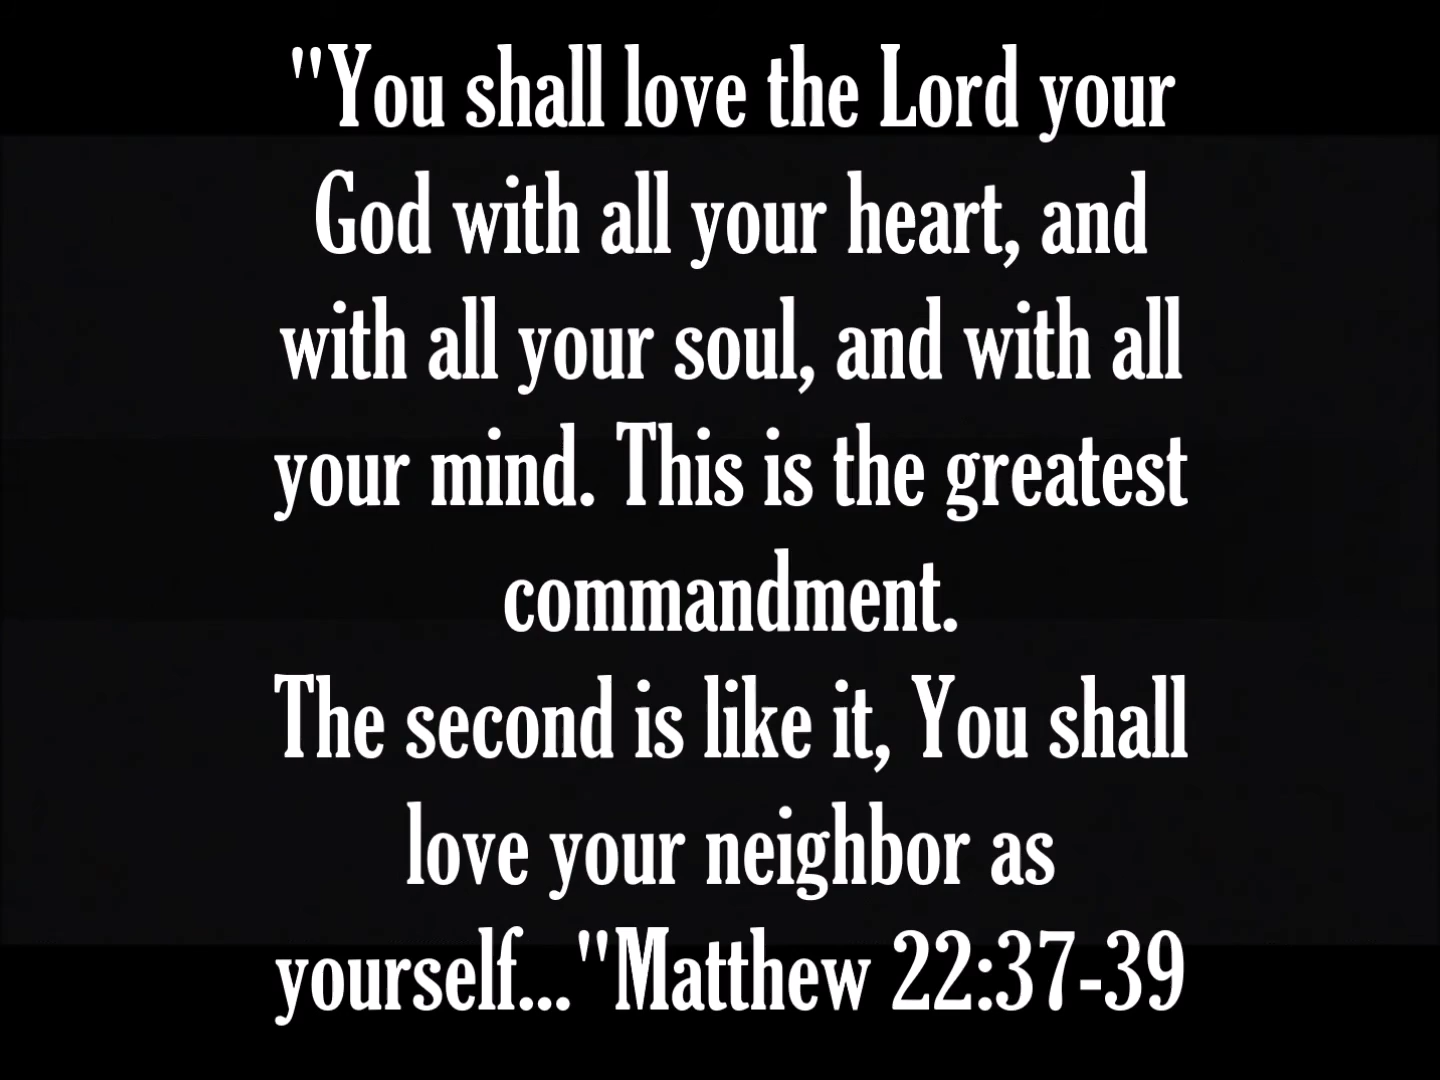 "You shall love the Lord your
God with all your heart, and
with all your soul, and with all
your mind. This is the greatest
commandment.
The second is like it, You shall
love your neighbor as
yourself..."Matthew 22:37-39